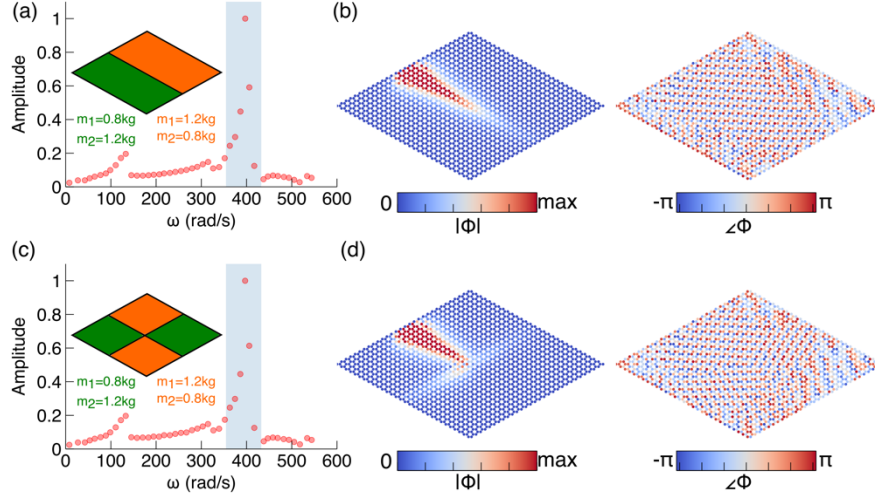 (a)
1
0.8
0.6
0.4
0.2
0
Amplitude
m1=0.8kg
m2=1.2kg
m1=1.2kg
m2=0.8kg
0 100 200 300 400 500 600
ω (rad/s)
(b)
0 max
|Φ|
-π π
∠Φ
(c)
1
0.8
0.6
0.4
0.2
0
Amplitude
m1=0.8kg
m2=1.2kg
m1=1.2kg
m2=0.8kg
0 100 200 300 400 500 600
ω (rad/s)
(d)
0 max
|Φ|
-π π
∠Φ